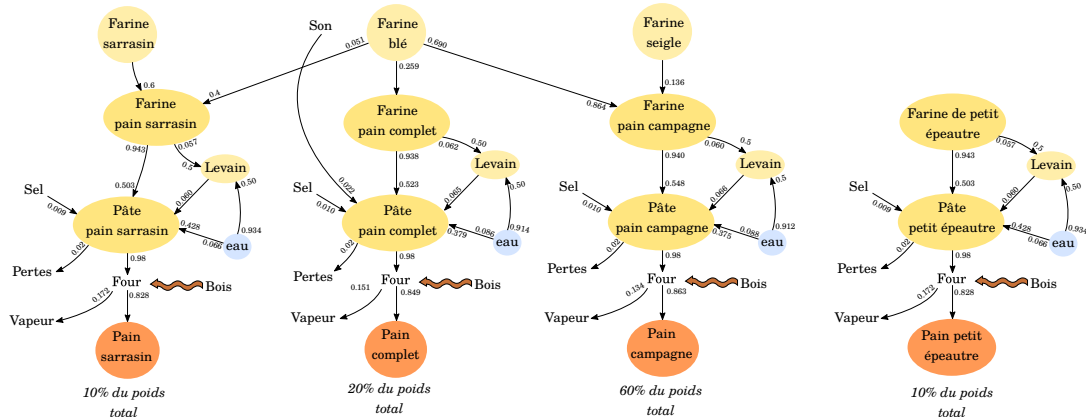 Farine
sarrasin
Son
Farine
blé
Farine
seigle
0.051
0.690
0.259
0.136
0.6
0.4
0.864
Farine
pain sarrasin
Farine
pain complet
Farine
pain campagne
Farine de petit
épeautre
0.943
0.057
0.5
Levain
0.50
0.503
0.060
Sel
0.009
Pâte
pain sarrasin
0.428
0.066
0.934
eau
0.02
Pertes
0.98
Four
Bois
0.172
0.828
Vapeur
Pain
sarrasin
10% du poids
total
0.50
0.062
0.938
Levain
0.50
0.523
0.065
0.022
Sel
0.010
Pâte
pain complet
0.086
0.379
0.914
eau
0.02
Pertes
0.98
Four
Bois
0.151
0.849
Vapeur
Pain
complet
20% du poids
total
0.5
0.060
0.940
Levain
0.5
0.548
0.066
Sel
0.010
Pâte
pain campagne
0.088
0.375
0.912
eau
0.02
Pertes
0.98
Four
Bois
0.134
0.863
Vapeur
Pain
campagne
60% du poids
total
0.5
0.057
0.943
Levain
0.50
0.503
0.060
Sel
0.009
Pâte
petit épeautre
0.428
0.066
0.934
eau
0.02
Pertes
0.98
Four
Bois
0.172
0.828
Vapeur
Pain petit
épeautre
10% du poids
total